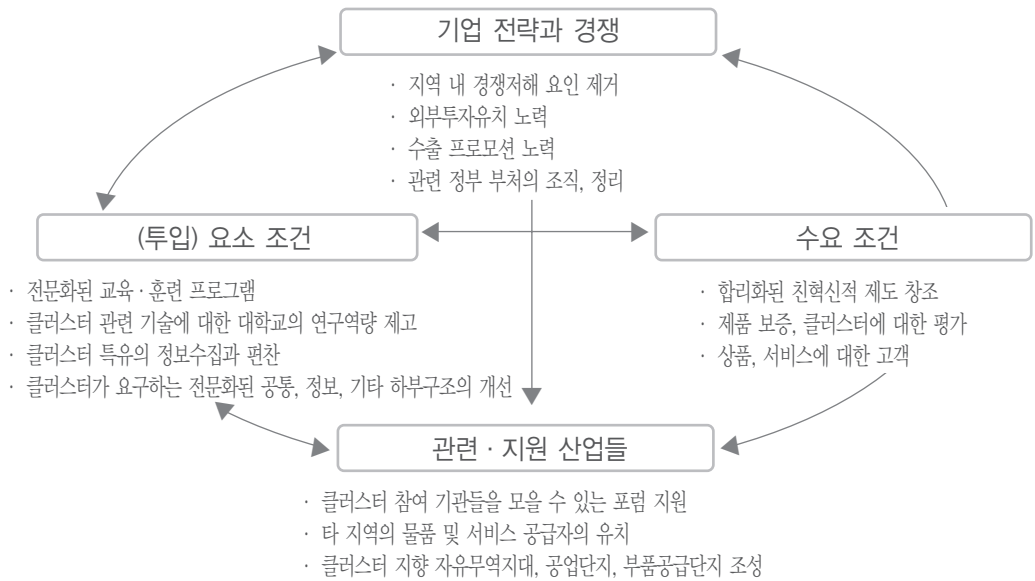 기업 전략과 경쟁
· 지역 내 경쟁저해 요인 제거
· 외부투자유치 노력
· 수출 프로모션 노력
· 관련 정부 부처의 조직, 정리
(투입) 요소 조건
· 전문화된 교육 · 훈련 프로그램
· 클러스터 관련 기술에 대한 대학교의 연구역량 제고
· 클러스터 특유의 정보수집과 편찬
· 클러스터가 요구하는 전문화된 공통, 정보, 기타 하부구조의 개선
수요 조건
· 합리화된 친혁신적 제도 창조
· 제품 보증, 클러스터에 대한 평가
· 상품, 서비스에 대한 고객
관련 · 지원 산업들
· 클러스터 참여 기관들을 모을 수 있는 포럼 지원
· 타 지역의 물품 및 서비스 공급자의 유치
· 클러스터 지향 자유무역지대, 공업단지, 부품공급단지 조성